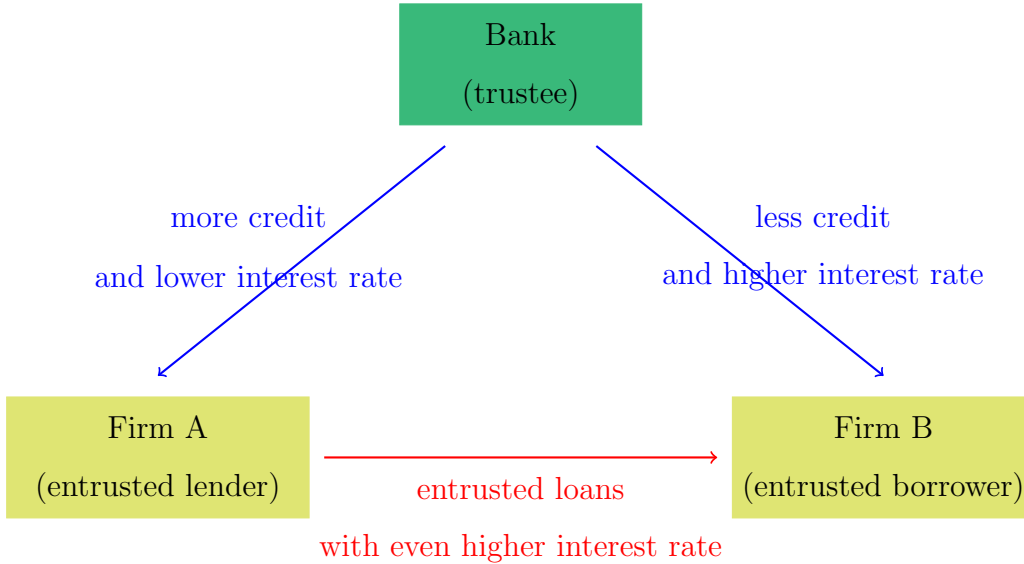 Bank
(trustee)
more credit
and lower interest rate
less credit
and higher interest rate
Firm A
(entrusted lender)
entrusted loans
with even higher interest rate
Firm B
(entrusted borrower)